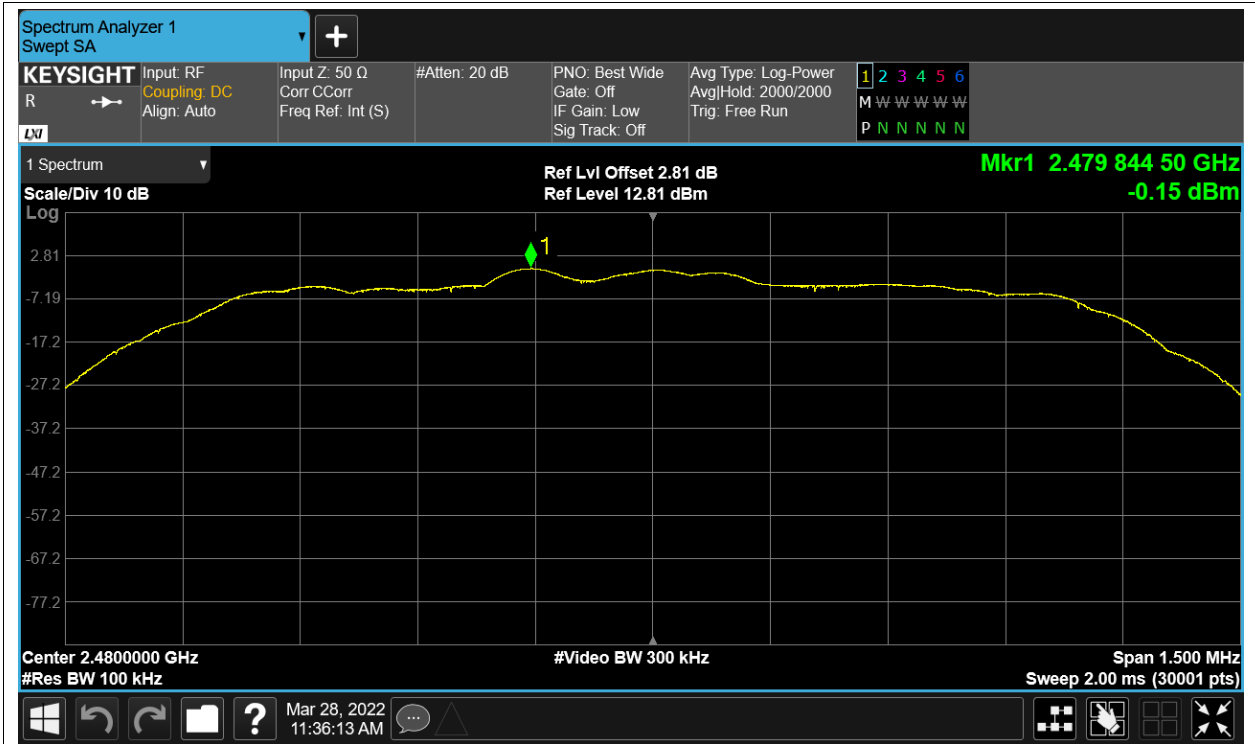 Spectrum Analyzer 1
Swept SA
KEYSIGHT
R
LXI
Input: RF
Coupling: DC
Align: Auto
Input Z: 50 Ω
Corr CCorr
Freq Ref: Int (S)
#Atten: 20 dB
PNO: Best Wide
Gate: Off
IF Gain: Low
Sig Track: Off
Avg Type: Log-Power
Avg|Hold: 2000/2000
Trig: Free Run
1 2 3 4 5 6
M W W W W W
P N N N N N
1 Spectrum
Scale/Div 10 dB
Log
Ref Lvl Offset 2.81 dB
Ref Level 12.81 dBm
Mkr1 2.479 844 50 GHz
-0.15 dBm
1
2.81
-7.19
-17.2
-27.2
-37.2
-47.2
-57.2
-67.2
-77.2
Center 2.4800000 GHz
#Res BW 100 kHz
#Video BW 300 kHz
Span 1.500 MHz
Sweep 2.00 ms (30001 pts)
?
Mar 28, 2022
11:36:13 AM